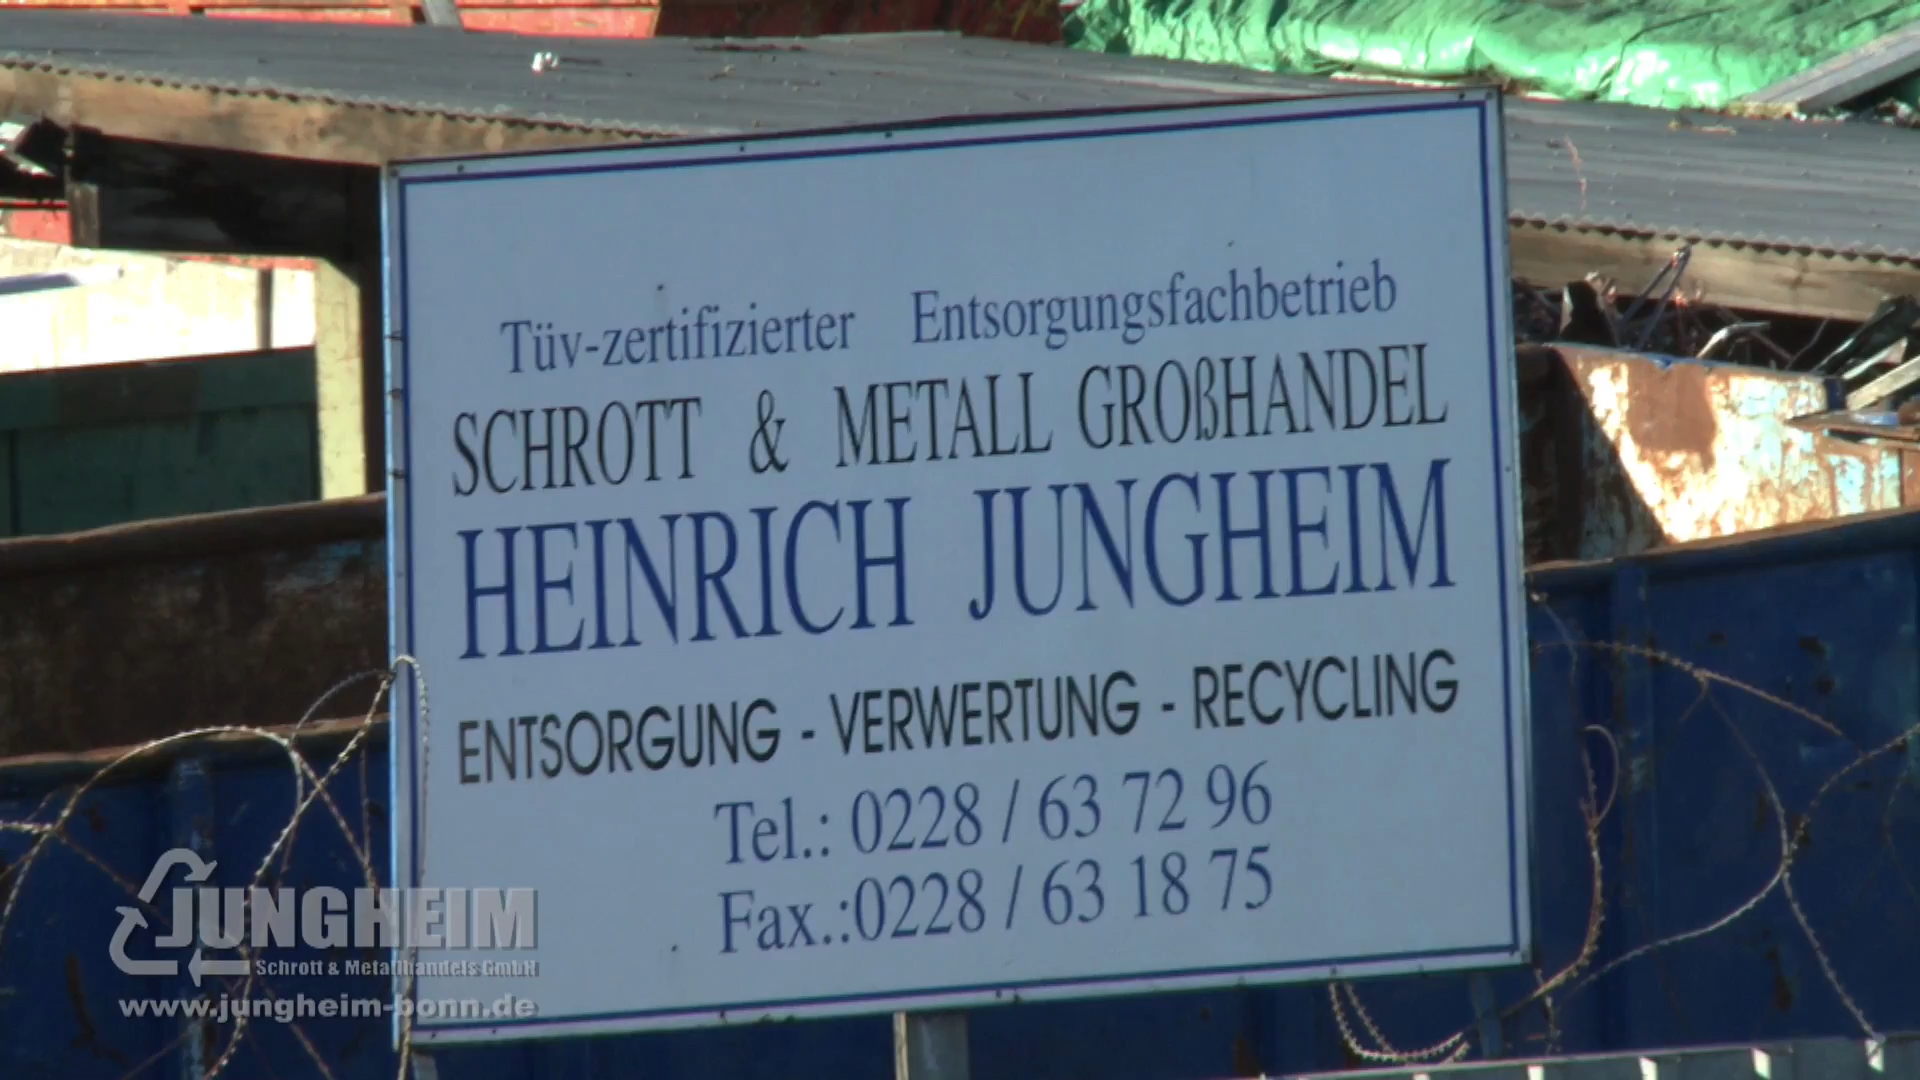 Tüv-zertifizierter Entsorgungsfachbetrieb
SCHROTT & METALL GROßHANDEL
HEINRICH JUNGHEIM
ENTSORGUNG - VERWERTUNG - RECYCLING
Tel.: 0228 / 63 72 96
Fax.:0228 / 63 18 75
JUNGHEIM
Schrott & Metallhandels GmbH
www.jungheim-bonn.de